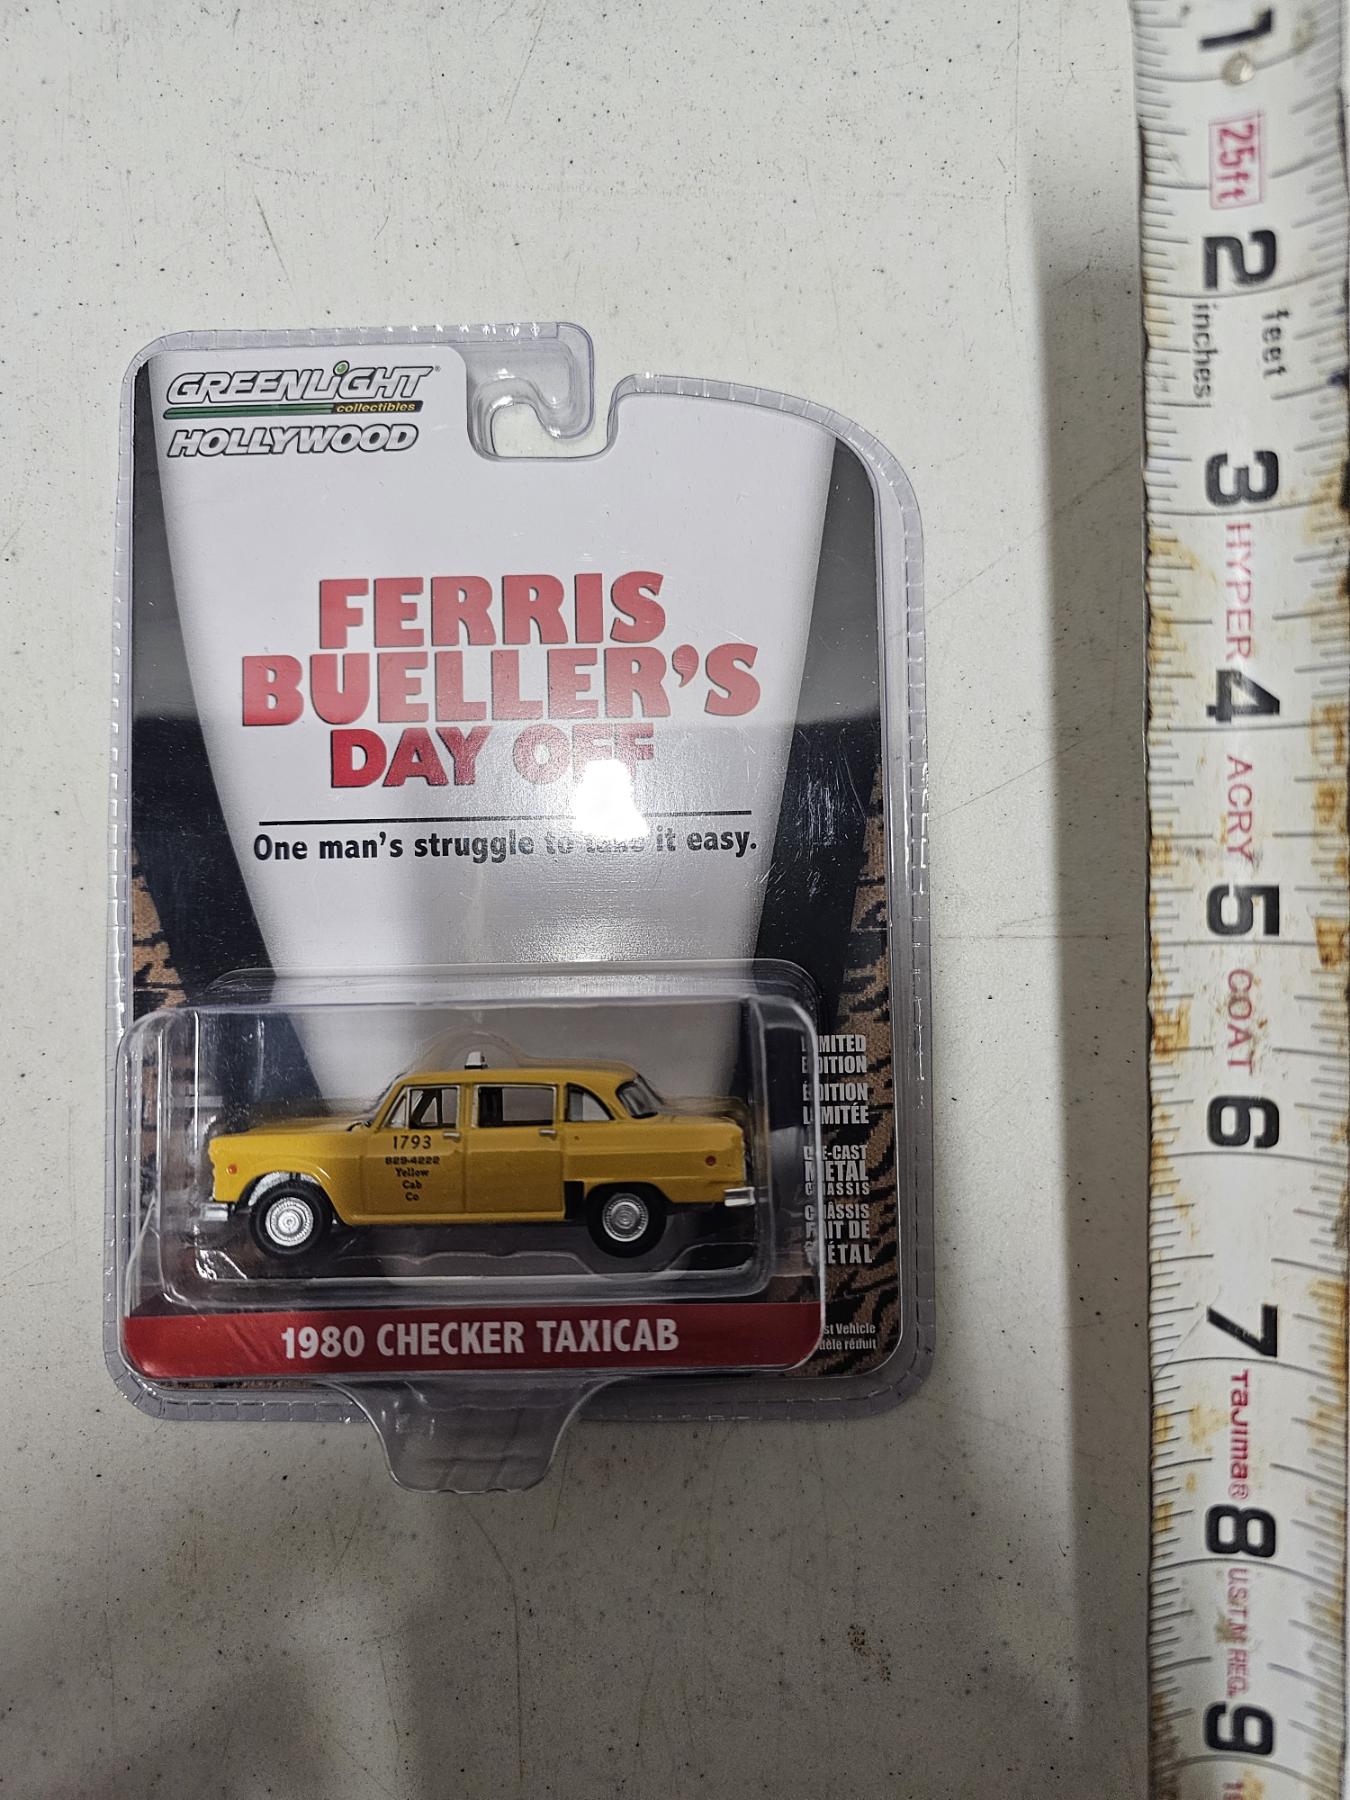 GREENLiGHT®
collectibles
HOLLYWOOD
FERRIS
BUELLER'S
DAY OFF
One man's struggle to take it easy.
LIMITED
EDITION
ÉDITION
LIMITÉE
DIE-CAST
METAL
CHASSIS
CHÂSSIS
FAIT DE
MÉTAL
1793
829-4222
Yellow
Cab
Co
1980 CHECKER TAXICAB
Vehicle
réduit
1
25ft
2
feet
inches
3
HYPER
4
ACRY
5
COAT
6
7
Tajima®
8
U.S.T.M REG.
9